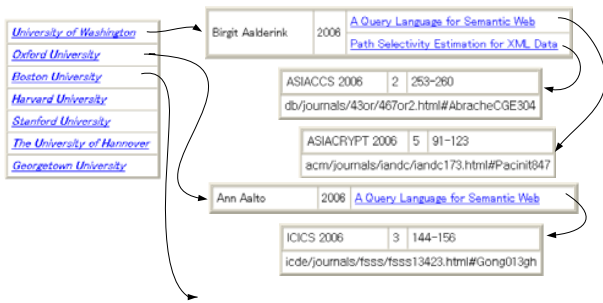 University of Washington
Oxford University
Boston University
Harvard University
Stanford University
The University of Hannover
Georgetown University
Birgit Aalderink 2006 A Query Language for Semantic Web
Path Selectivity Estimation for XML Data
ASIACCS 2006 2 253-260
db/journals/43or/467or2.html#AbracheCGE304
ASIACRYPT 2006 5 91-123
acm/journals/iandc/iandc173.html#Pacinit847
Ann Aalto 2006 A Query Language for Semantic Web
ICICS 2006 3 144-156
icde/journals/fsss/fsss13423.html#Gong013gh